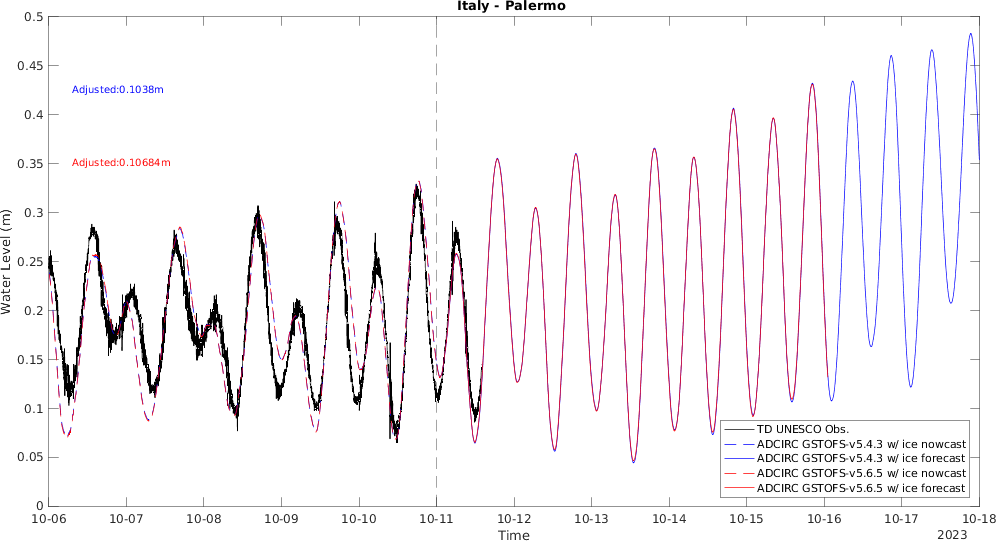 Italy - Palermo
0.5
0.45
0.4
0.35
0.3
0.25
0.2
0.15
0.1
0.05
0
Water Level (m)
Adjusted:0.1038m
Adjusted:0.10684m
TD UNESCO Obs.
ADCIRC GSTOFS-v5.4.3 w/ ice nowcast
ADCIRC GSTOFS-v5.4.3 w/ ice forecast
ADCIRC GSTOFS-v5.6.5 w/ ice nowcast
ADCIRC GSTOFS-v5.6.5 w/ ice forecast
10-06 10-07 10-08 10-09 10-10 10-11 10-12 10-13 10-14 10-15 10-16 10-17 10-18
Time
2023